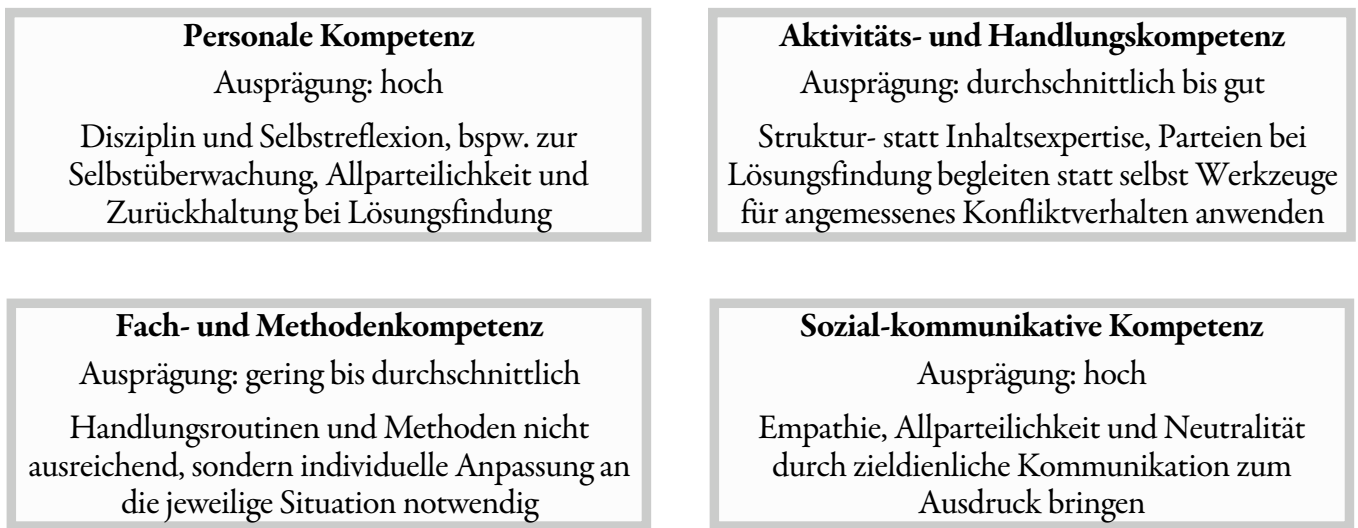 Personale Kompetenz
Ausprägung: hoch
Disziplin und Selbstreflexion, bspw. zur
Selbstüberwachung, Allparteilichkeit und
Zurückhaltung bei Lösungsfindung
Aktivitäts- und Handlungskompetenz
Ausprägung: durchschnittlich bis gut
Struktur- statt Inhaltsexpertise, Parteien bei
Lösungsfindung begleiten statt selbst Werkzeuge
für angemessenes Konfliktverhalten anwenden
Fach- und Methodenkompetenz
Ausprägung: gering bis durchschnittlich
Handlungsroutinen und Methoden nicht
ausreichend, sondern individuelle Anpassung an
die jeweilige Situation notwendig
Sozial-kommunikative Kompetenz
Ausprägung: hoch
Empathie, Allparteilichkeit und Neutralität
durch zieldienliche Kommunikation zum
Ausdruck bringen